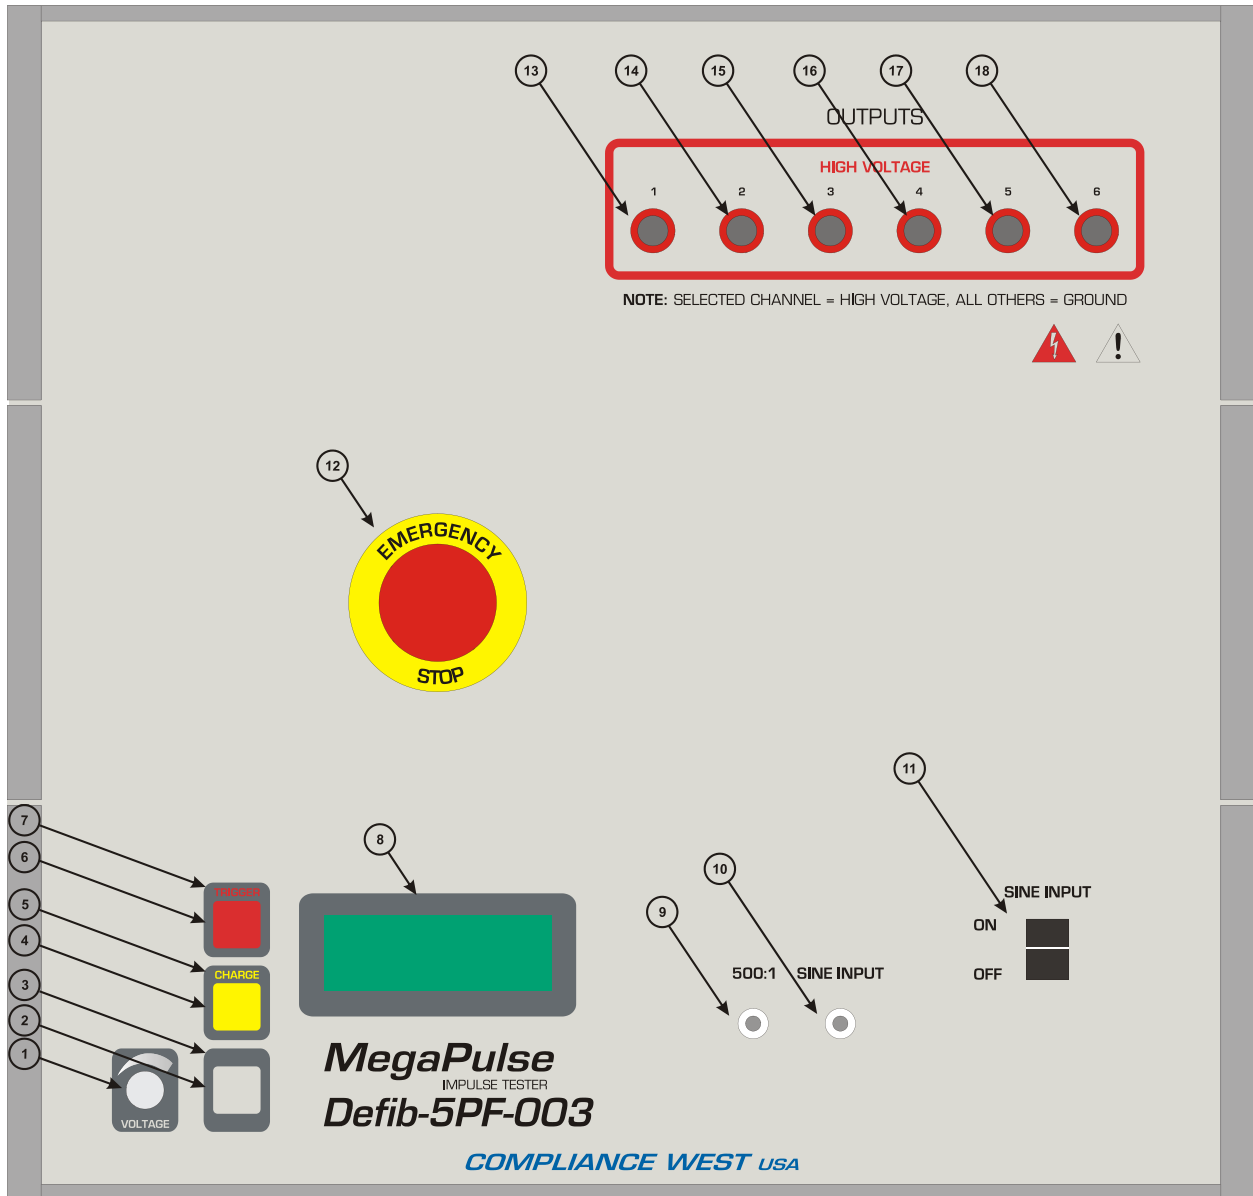 13 14 15 16 17 18
OUTPUTS
HIGH VOLTAGE
1 2 3 4 5 6
NOTE: SELECTED CHANNEL = HIGH VOLTAGE, ALL OTHERS = GROUND
12
EMERGENCY
STOP
11
7
8
6
10
TRIGGER
SINE INPUT
5
9
ON
4
CHARGE
500:1 SINE INPUT
OFF
3
2
1
MegaPulse
IMPULSE TESTER
Defib-5PF-003
VOLTAGE
COMPLIANCE WEST USA